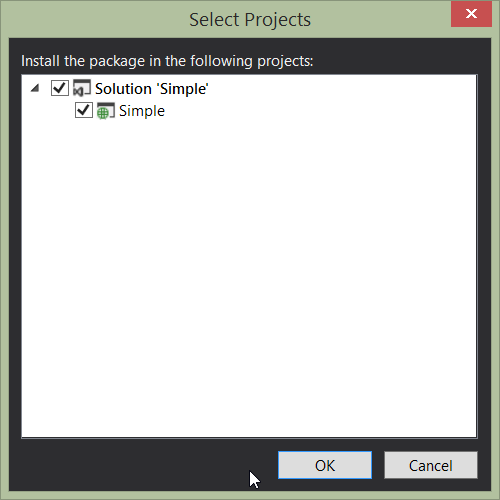 Select Projects
Install the package in the following projects:
Solution 'Simple'
Simple
OK
Cancel